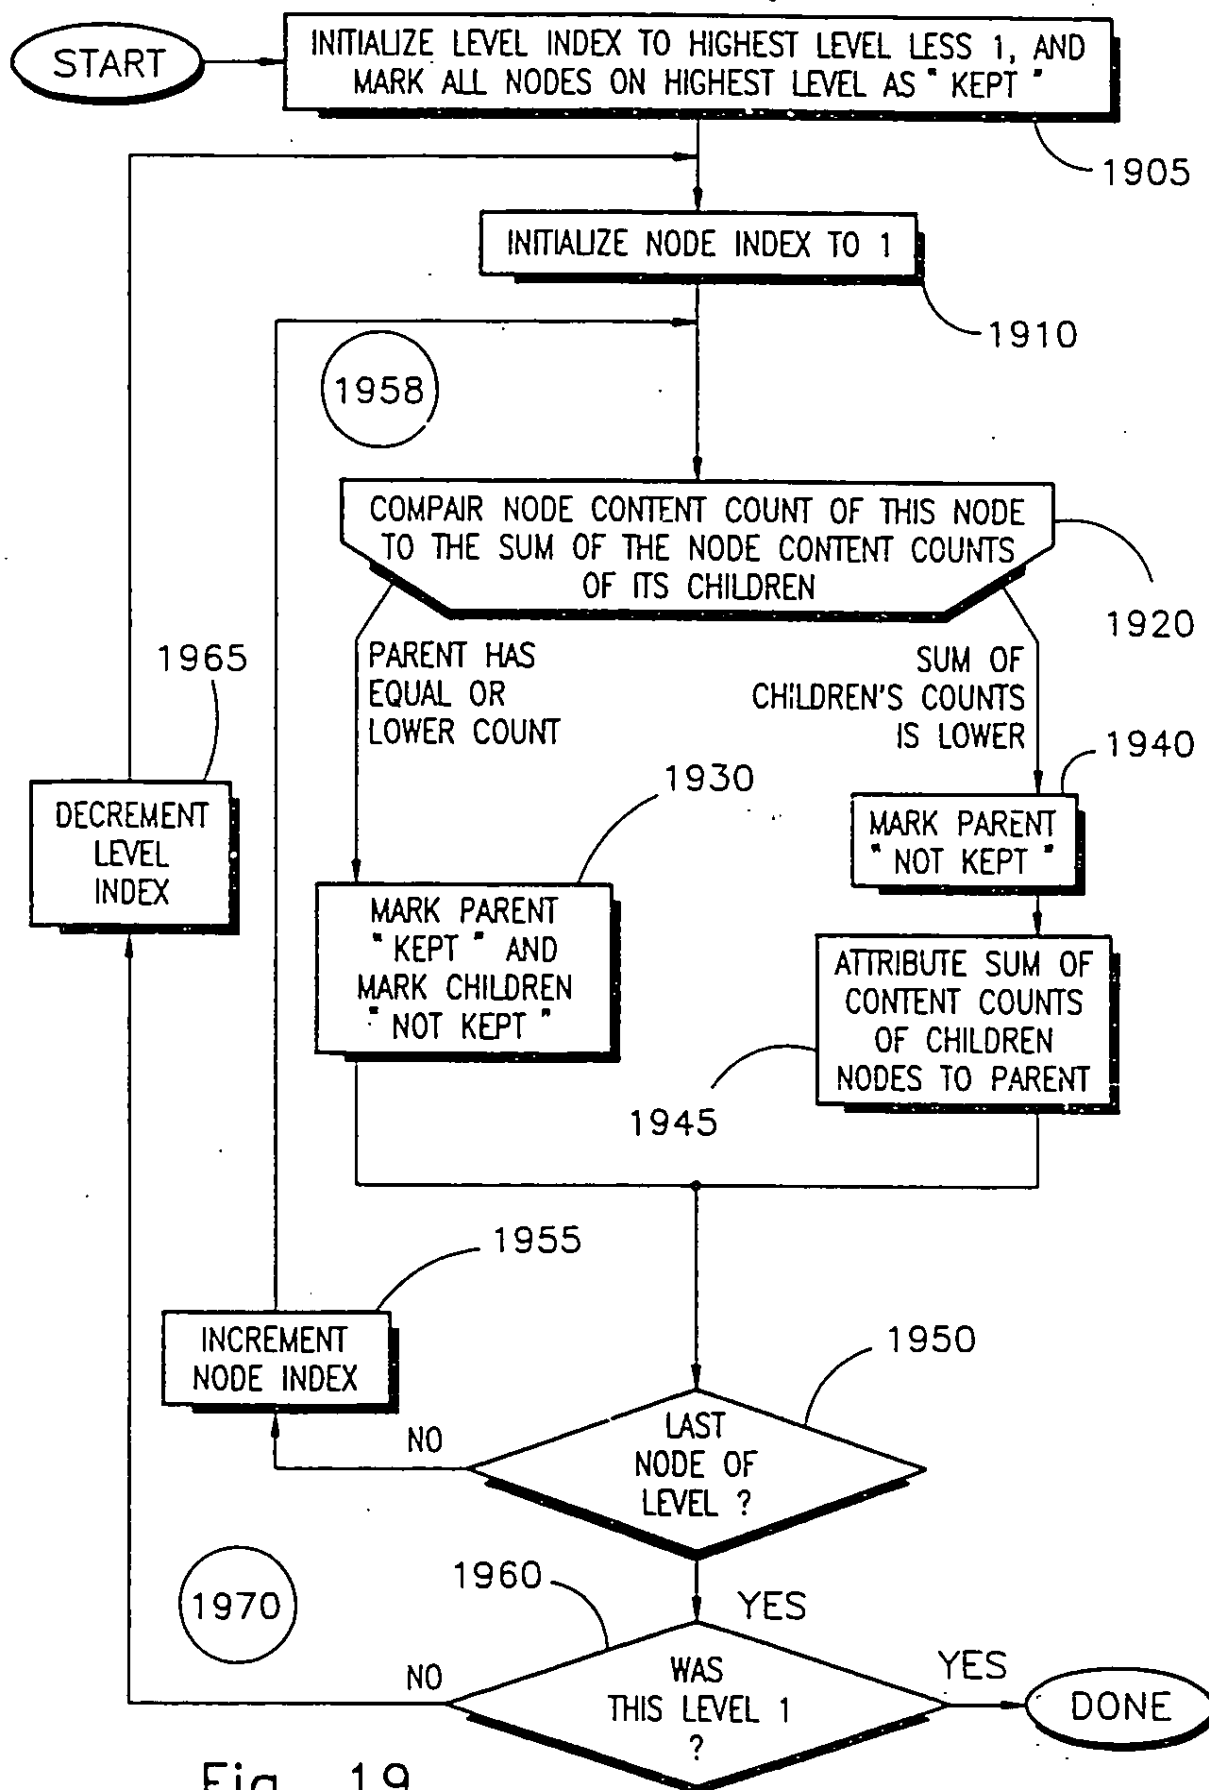 START
INITIALIZE LEVEL INDEX TO HIGHEST LEVEL LESS 1, AND
MARK ALL NODES ON HIGHEST LEVEL AS " KEPT "
1905
INITIALIZE NODE INDEX TO 1
1910
1958
COMPAIR NODE CONTENT COUNT OF THIS NODE
TO THE SUM OF THE NODE CONTENT COUNTS
OF ITS CHILDREN
1920
PARENT HAS
EQUAL OR
LOWER COUNT
SUM OF
CHILDREN'S COUNTS
IS LOWER
1965
DECREMENT
LEVEL
INDEX
1930
MARK PARENT
" KEPT " AND
MARK CHILDREN
" NOT KEPT "
1940
MARK PARENT
" NOT KEPT "
ATTRIBUTE SUM OF
CONTENT COUNTS
OF CHILDREN
NODES TO PARENT
1945
1955
INCREMENT
NODE INDEX
1950
LAST
NODE OF
LEVEL ?
NO
YES
1970
1960
WAS
THIS LEVEL 1
?
NO
YES
DONE
Fig. 19